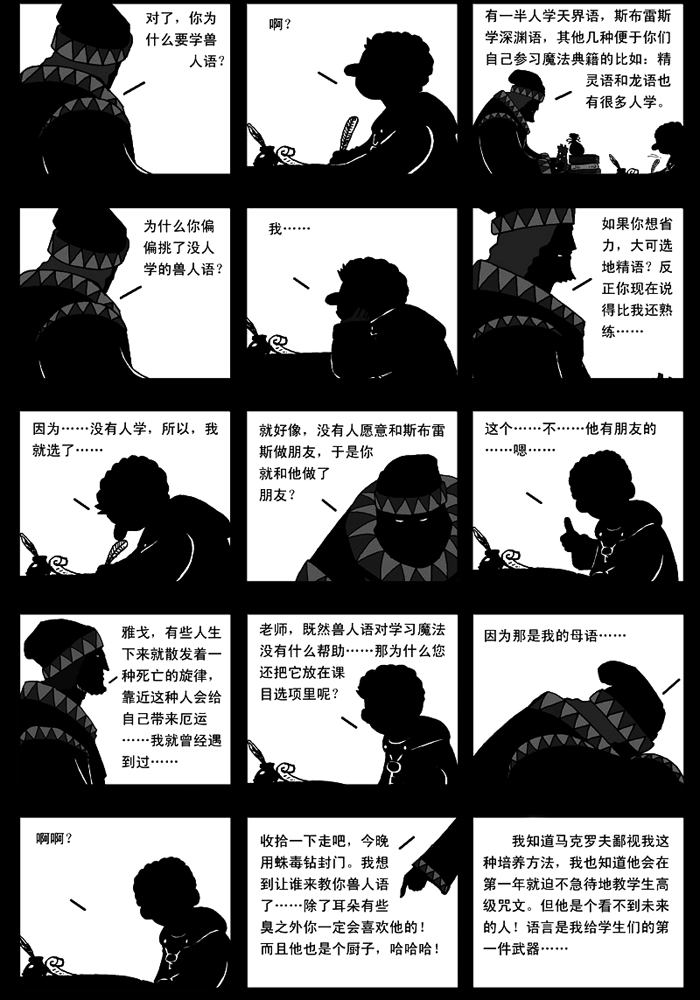 对了，你为
什么要学兽
人语？
啊？
有一半人学天界语，斯布雷斯
学深渊语，其他几种便于你们
自己参习魔法典籍的比如：精
灵语和龙语也
有很多人学。
为什么你偏
偏挑了没人
学的兽人语？
我……
如果你想省
力，大可选
地精语？反
正你现在说
得比我还熟
练……
因为……没有人学，所以，我
就选了……
就好像，没有人愿意和斯布雷
斯做朋友，于是你
就和他做了
朋友？
这个……不……他有朋友的
……嗯……
雅戈，有些人生
下来就散发着一
种死亡的旋律，
靠近这种人会给
自己带来厄运
……我就曾经遇
到过……
老师，既然兽人语对学习魔法
没有什么帮助……那为什么您
还把它放在课
目选项里呢？
因为那是我的母语……
啊啊？
收拾一下走吧，今晚
用蛛毒钻封门。我想
到让谁来教你兽人语
了……除了耳朵有些
臭之外你一定会喜欢他的！
而且他也是个厨子，哈哈哈！
我知道马克罗夫鄙视我这
种培养方法，我也知道他会在
第一年就迫不急待地教学生高
级咒文。但他是个看不到未来
的人！语言是我给学生们的第
一件武器……